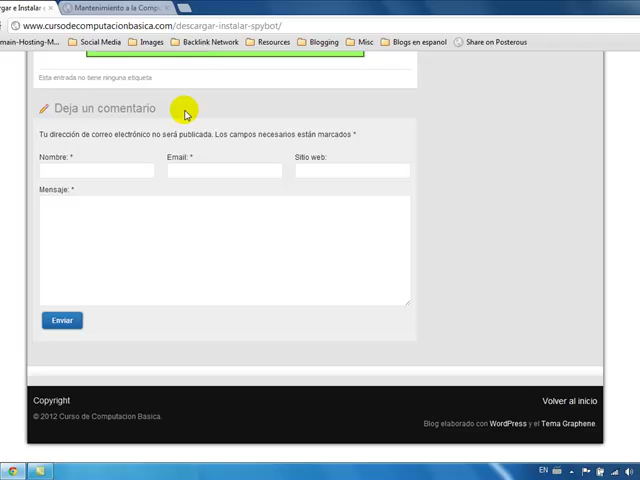 rgar e Instalar
Mantenimiento a la Compu
www.cursodecomputacionbasica.com/descargar-instalar-spybot/
main-Hosting-M...
Social Media
Images
Backlink Network
Resources
Blogging
Misc
Blogs en espanol
Share on Posterous
Esta entrada no tiene ninguna etiqueta
Deja un comentario
Tu dirección de correo electrónico no será publicada. Los campos necesarios están marcados *
Nombre: *
Email: *
Sitio web:
Mensaje: *
Enviar
Copyright
Volver al inicio
© 2012 Curso de Computacion Basica.
Blog elaborado con WordPress y el Tema Graphene.
EN